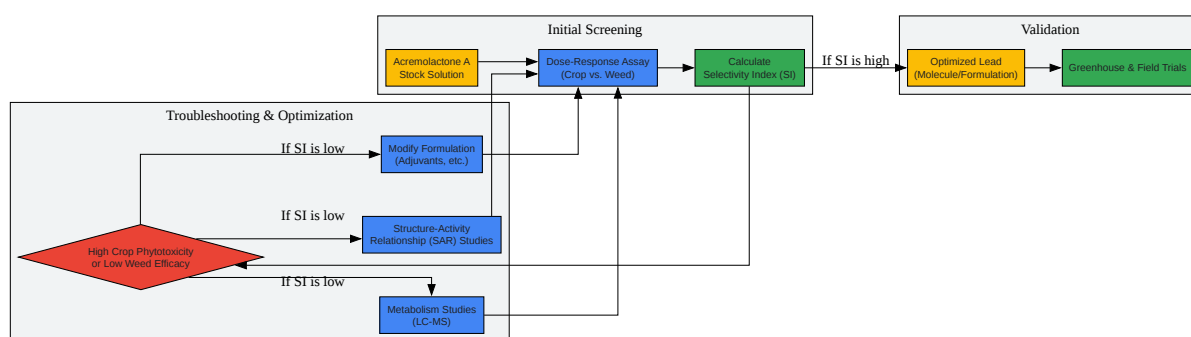 Initial Screening
Validation
Acremolactone A
Stock Solution
Dose-Response Assay
(Crop vs. Weed)
Calculate
Selectivity Index (SI)
If SI is high
Optimized Lead
(Molecule/Formulation)
Greenhouse & Field Trials
Troubleshooting & Optimization
If SI is low
Modify Formulation
(Adjuvants, etc.)
If SI is low
Structure-Activity
Relationship (SAR) Studies
High Crop Phytotoxicity
or Low Weed Efficacy
If SI is low
Metabolism Studies
(LC-MS)